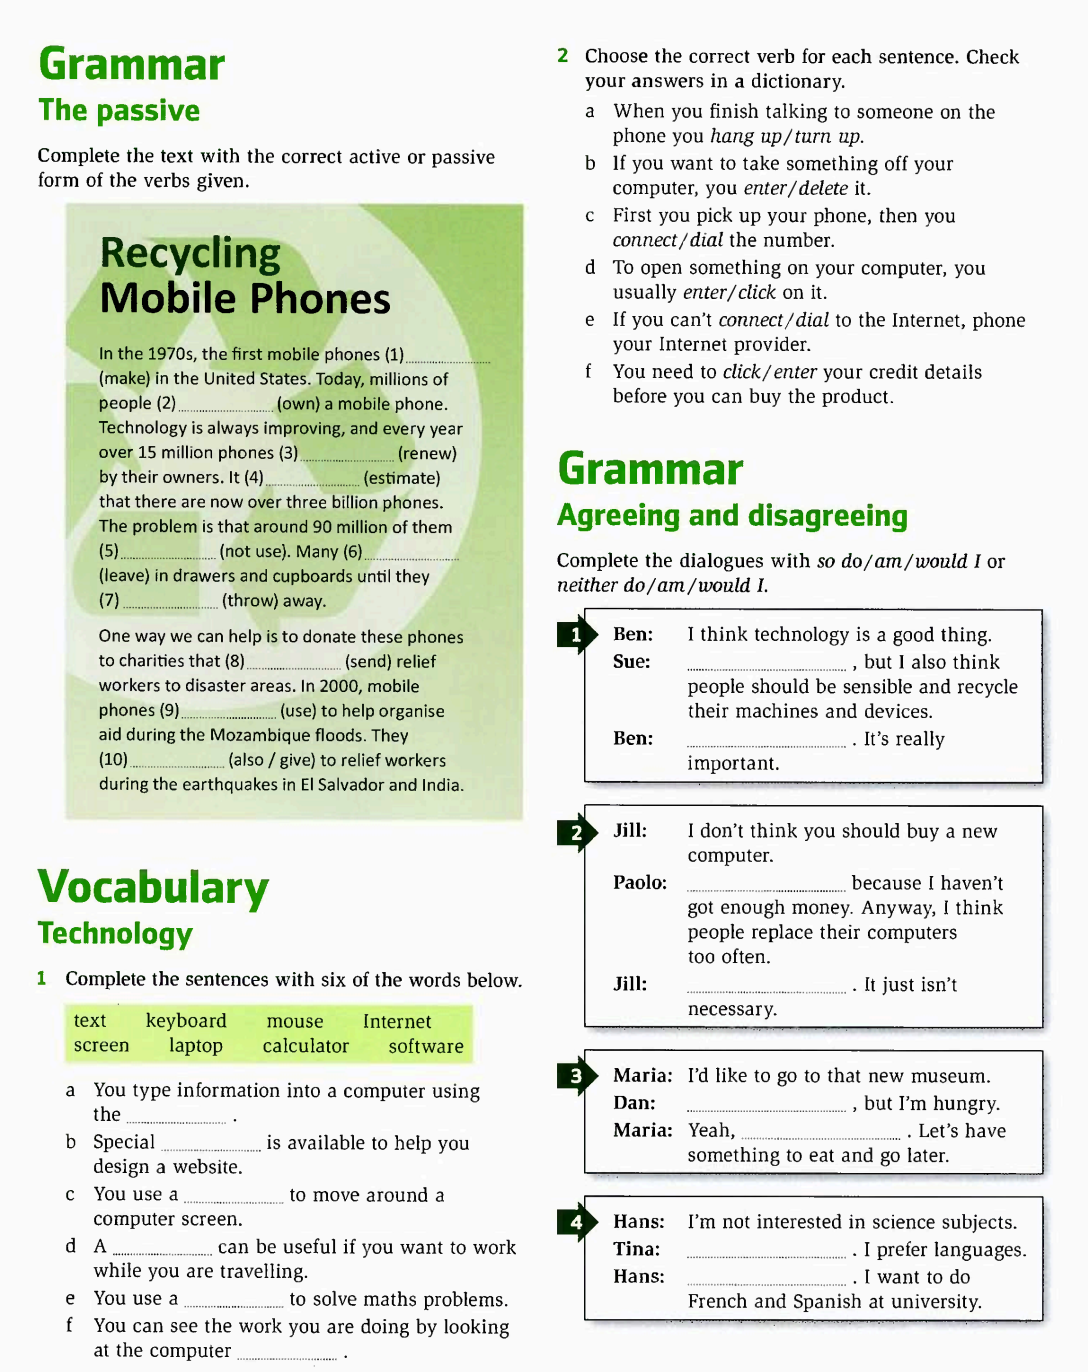 Grammar
The passive
Complete the text with the correct active or passive
form of the verbs given.
Recycling
Mobile Phones
In the 1970s, the first mobile phones (1)....................
(make) in the United States. Today, millions of
people (2).................... (own) a mobile phone.
Technology is always improving, and every year
over 15 million phones (3).................... (renew)
by their owners. It (4).................... (estimate)
that there are now over three billion phones.
The problem is that around 90 million of them
(5).................... (not use). Many (6)....................
(leave) in drawers and cupboards until they
(7).................... (throw) away.
One way we can help is to donate these phones
to charities that (8).................... (send) relief
workers to disaster areas. In 2000, mobile
phones (9).................... (use) to help organise
aid during the Mozambique floods. They
(10).................... (also / give) to relief workers
during the earthquakes in El Salvador and India.
Vocabulary
Technology
1 Complete the sentences with six of the words below.
text keyboard mouse Internet
screen laptop calculator software
a You type information into a computer using
the .................... .
b Special .................... is available to help you
design a website.
c You use a .................... to move around a
computer screen.
d A .................... can be useful if you want to work
while you are travelling.
e You use a .................... to solve maths problems.
f You can see the work you are doing by looking
at the computer .................... .
2 Choose the correct verb for each sentence. Check
your answers in a dictionary.
a When you finish talking to someone on the
phone you hang up/turn up.
b If you want to take something off your
computer, you enter/delete it.
c First you pick up your phone, then you
connect/dial the number.
d To open something on your computer, you
usually enter/click on it.
e If you can't connect/dial to the Internet, phone
your Internet provider.
f You need to click/enter your credit details
before you can buy the product.
Grammar
Agreeing and disagreeing
Complete the dialogues with so do/am/would I or
neither do/am/would I.
1 Ben: I think technology is a good thing.
Sue: .............................. , but I also think
people should be sensible and recycle
their machines and devices.
Ben: .............................. . It's really
important.
2 Jill: I don't think you should buy a new
computer.
Paolo: .............................. because I haven't
got enough money. Anyway, I think
people replace their computers
too often.
Jill: .............................. . It just isn't
necessary.
3 Maria: I'd like to go to that new museum.
Dan: .............................. , but I'm hungry.
Maria: Yeah, .............................. . Let's have
something to eat and go later.
4 Hans: I'm not interested in science subjects.
Tina: .............................. . I prefer languages.
Hans: .............................. . I want to do
French and Spanish at university.